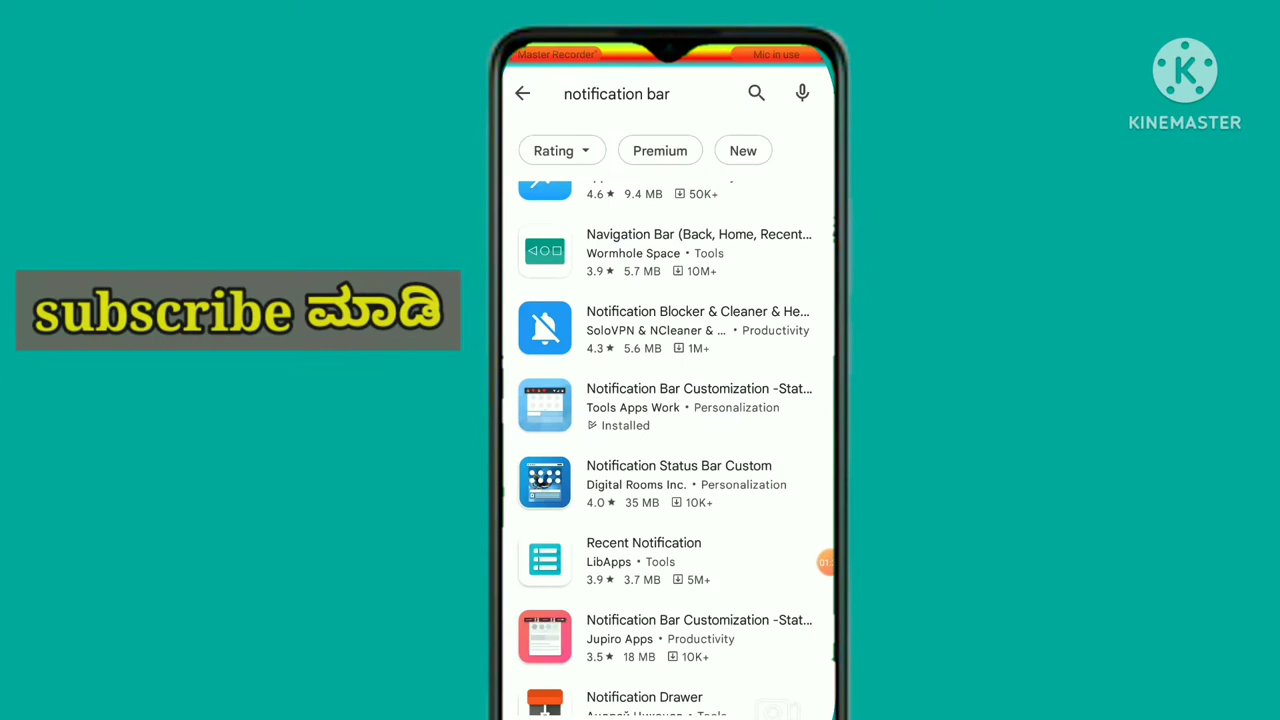 Master Recorder
Mic in use
notification bar
KINEMASTER
Rating
Premium
New
4.6 ★ 9.4 MB 50K+
Navigation Bar (Back, Home, Recent...
Wormhole Space • Tools
3.9 ★ 5.7 MB 10M+
Notification Blocker & Cleaner & He...
SoloVPN & NCleaner & ... • Productivity
4.3 ★ 5.6 MB 1M+
subscribe ಮಾಡಿ
Notification Bar Customization -Stat...
Tools Apps Work • Personalization
Installed
Notification Status Bar Custom
Digital Rooms Inc. • Personalization
4.0 ★ 35 MB 10K+
Recent Notification
LibApps • Tools
3.9 ★ 3.7 MB 5M+
Notification Bar Customization -Stat...
Jupiro Apps • Productivity
3.5 ★ 18 MB 10K+
Notification Drawer